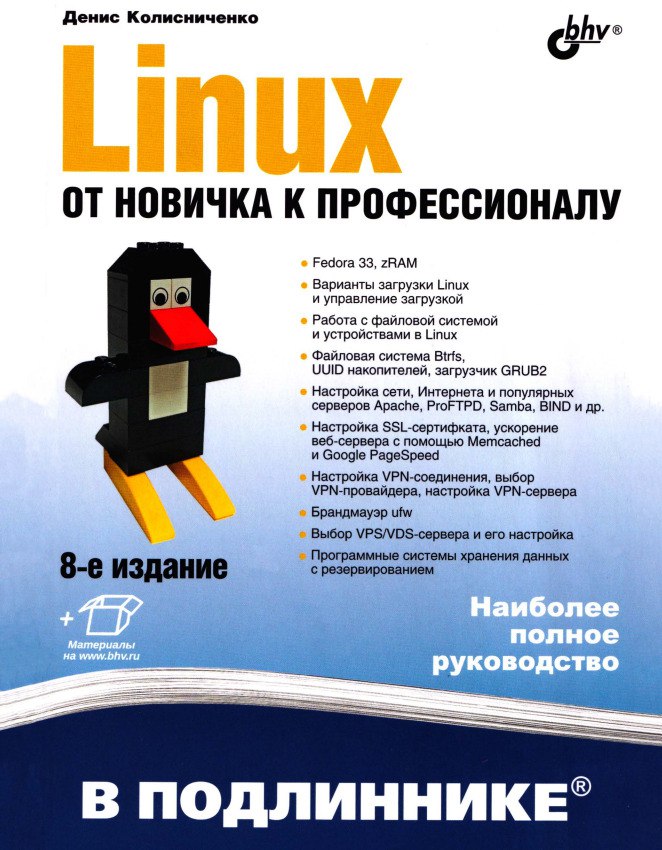 Денис Колисниченко
bhv®
Linux
ОТ НОВИЧКА К ПРОФЕССИОНАЛУ
• Fedora 33, zRAM
• Варианты загрузки Linux
и управление загрузкой
• Работа с файловой системой
и устройствами в Linux
• Файловая система Btrfs,
UUID накопителей, загрузчик GRUB2
• Настройка сети, Интернета и популярных
серверов Apache, ProFTPD, Samba, BIND и др.
• Настройка SSL-сертифката, ускорение
веб-сервера с помощью Memcached
и Google PageSpeed
• Настройка VPN-соединения, выбор
VPN-провайдера, настройка VPN-сервера
• Брандмауэр ufw
• Выбор VPS/VDS-сервера и его настройка
• Программные системы хранения данных
с резервированием
8-е издание
+
Материалы
на www.bhv.ru
Наиболее
полное
руководство
В ПОДЛИННИКЕ®